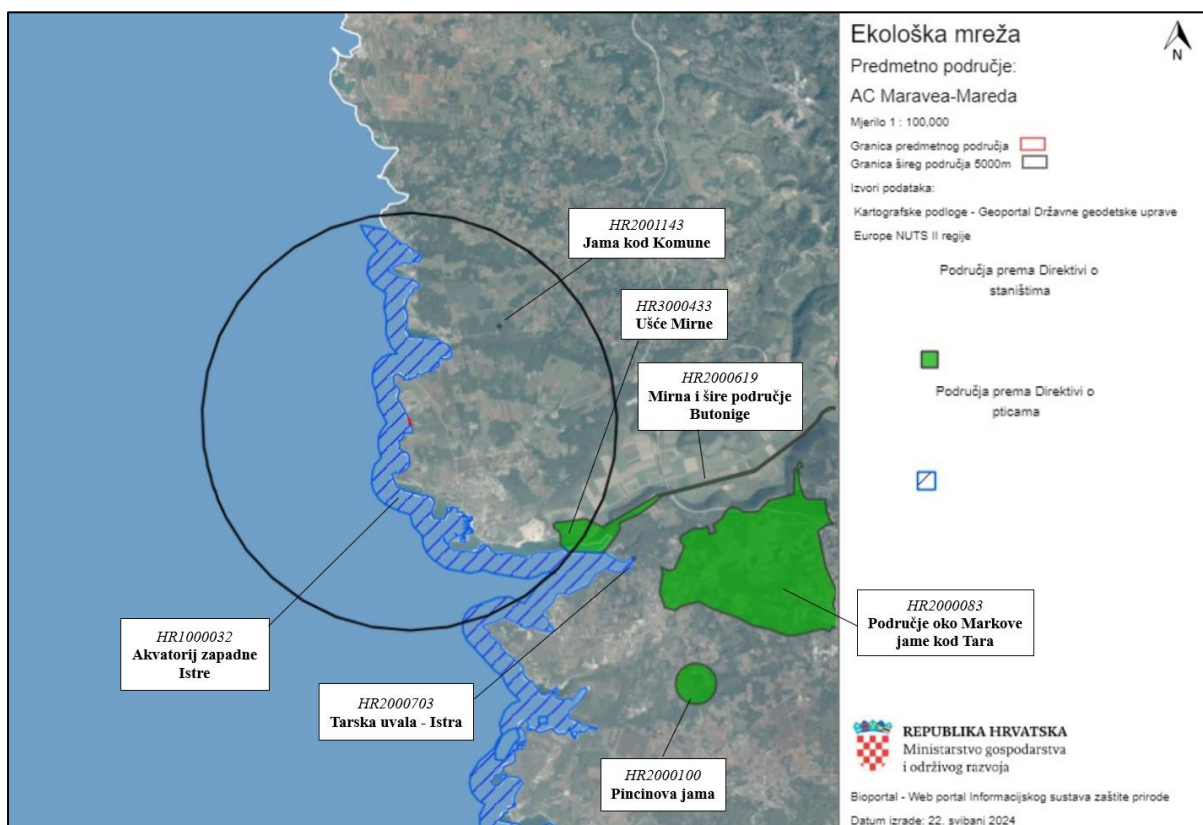 Ekološka mreža
N
Predmetno područje:
AC Maravea-Mareda
Mjerilo 1 : 100,000
Granica predmetnog područja
Granica šireg područja 5000m
Izvori podataka:
Kartografske podloge - Geoportal Državne geodetske uprave
Europe NUTS II regije
Područja prema Direktivi o
staništima
Područja prema Direktivi o
pticama
HR2001143
Jama kod Komune
HR3000433
Ušće Mirne
HR2000619
Mirna i šire područje
Butonige
HR2000083
Područje oko Markove
jame kod Tara
HR1000032
Akvatorij zapadne
Istre
HR2000703
Tarska uvala - Istra
HR2000100
Pincinova jama
REPUBLIKA HRVATSKA
Ministarstvo gospodarstva
i održivog razvoja
Bioportal - Web portal Informacijskog sustava zaštite prirode
Datum izrade: 22. svibanj 2024